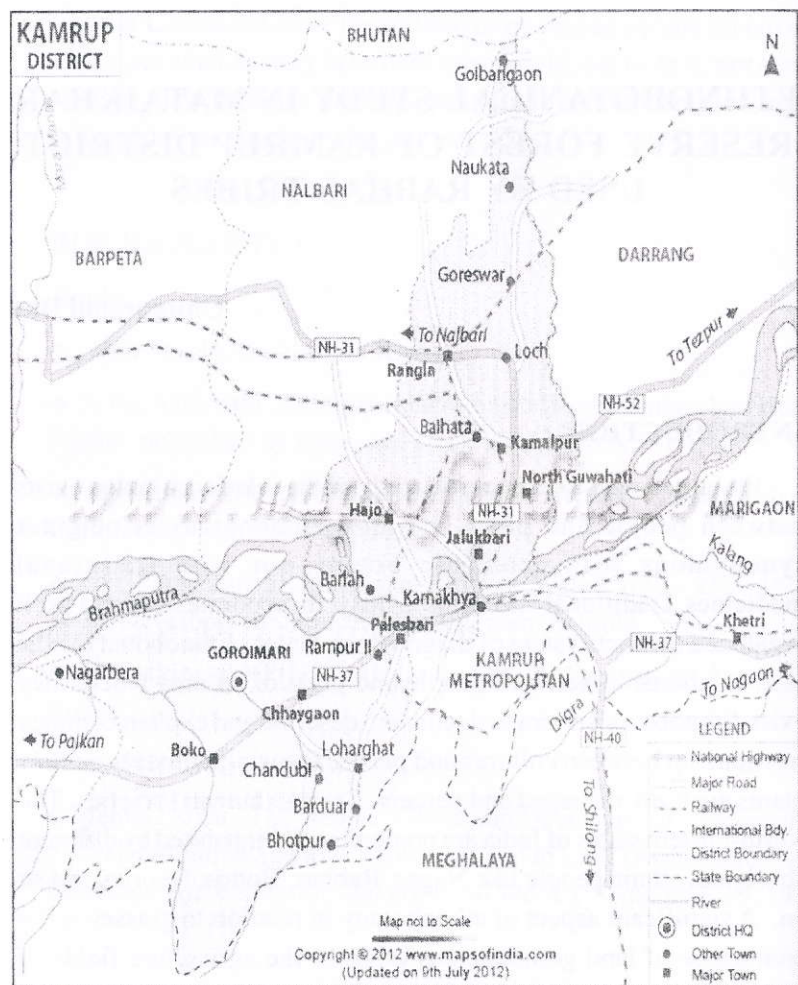 KAMRUP
DISTRICT
BHUTAN
N
Goibargaon
Naukata
NALBARI
BARPETA
DARRANG
Goreswar
To Nalbari
To Tezpur
NH-31
Rangla
Loch
NH-52
Balhata
Kamalpur
North Guwahati
MARIGAON
Hajo
NH-31
Jalukbari
Kalang
Barlah
Brahmaputra
Kamakhya
Khetri
Palesbari
NH-37
Rampur II
KAMRUP
METROPOLITAN
GOROIMARI
NH-37
Nagarbera
To Nagaon
Chhaygaon
Digra
To Paikan
NH-40
Boko
Loharghat
Chandubi
Barduar
To Shilong
Bhotpur
MEGHALAYA
LEGEND
National Highway
Major Road
Railway
International Bdy.
District Boundary
State Boundary
River
District HQ
Other Town
Major Town
Map not to Scale
Copyright © 2012 www.mapsofindia.com
(Updated on 9th July 2012)